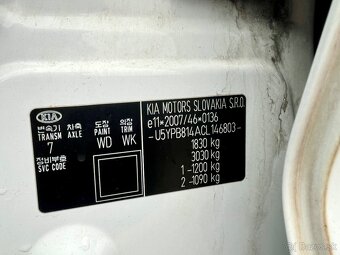 KIA
KIA MOTORS SLOVAKIA S.R.O.
e11*2007/46*0136
-U5YPB814ACL146803-
1830 kg
3030 kg
1 -1200 kg
2 -1090 kg
변속기 차축 도장 외장
TRANSM AXLE PAINT TRIM
7 WD WK
장비부호
SVC CODE